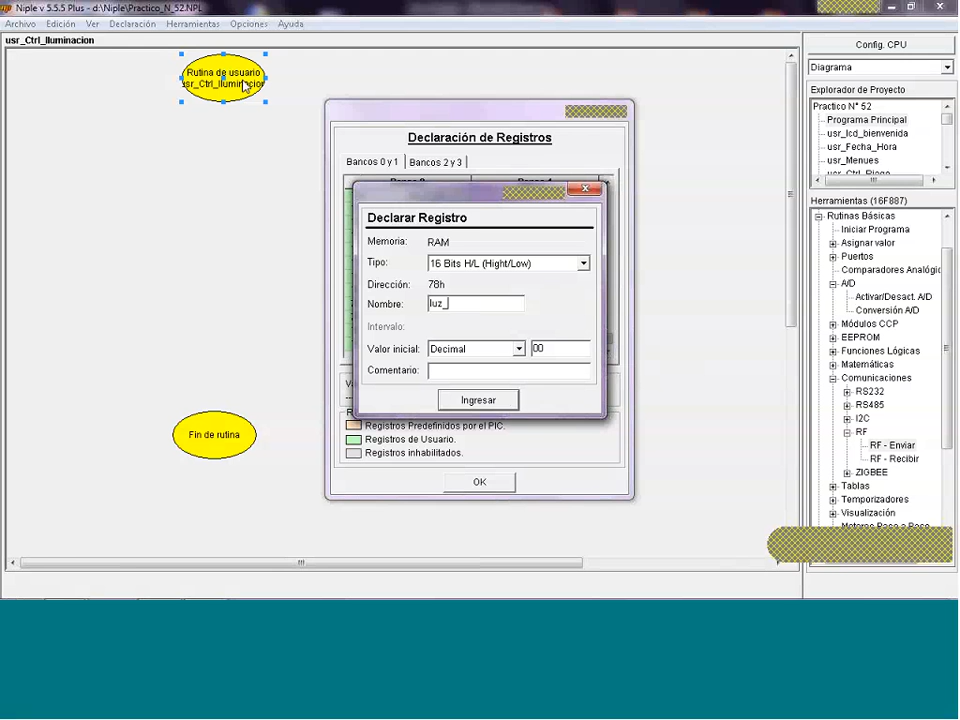 Niple v 5.5.5 Plus - d:\Niple\Practico_N_52.NPL
Archivo Edición Ver Declaración Herramientas Opciones Ayuda
usr_Ctrl_Iluminacion
Rutina de usuario
usr_Ctrl_Iluminacion
Fin de rutina
Declaración de Registros
Bancos 0 y 1
Bancos 2 y 3
Declarar Registro
Memoria: RAM
Tipo: 16 Bits H/L (Hight/Low)
Dirección: 78h
Nombre: luz_
Intervalo:
Valor inicial: Decimal 00
Comentario:
Ingresar
Registros Predefinidos por el PIC.
Registros de Usuario.
Registros inhabilitados.
OK
Config. CPU
Diagrama
Explorador de Proyecto
Practico N° 52
Programa Principal
usr_lcd_bienvenida
usr_Fecha_Hora
usr_Menues
usr_Ctrl_Riego
Herramientas (16F887)
Rutinas Básicas
Iniciar Programa
Asignar valor
Puertos
Comparadores Analógic
A/D
Activar/Desact. A/D
Conversión A/D
Módulos CCP
EEPROM
Funciones Lógicas
Matemáticas
Comunicaciones
RS232
RS485
I2C
RF
RF - Enviar
RF - Recibir
ZIGBEE
Tablas
Temporizadores
Visualización
Motores Paso a Paso